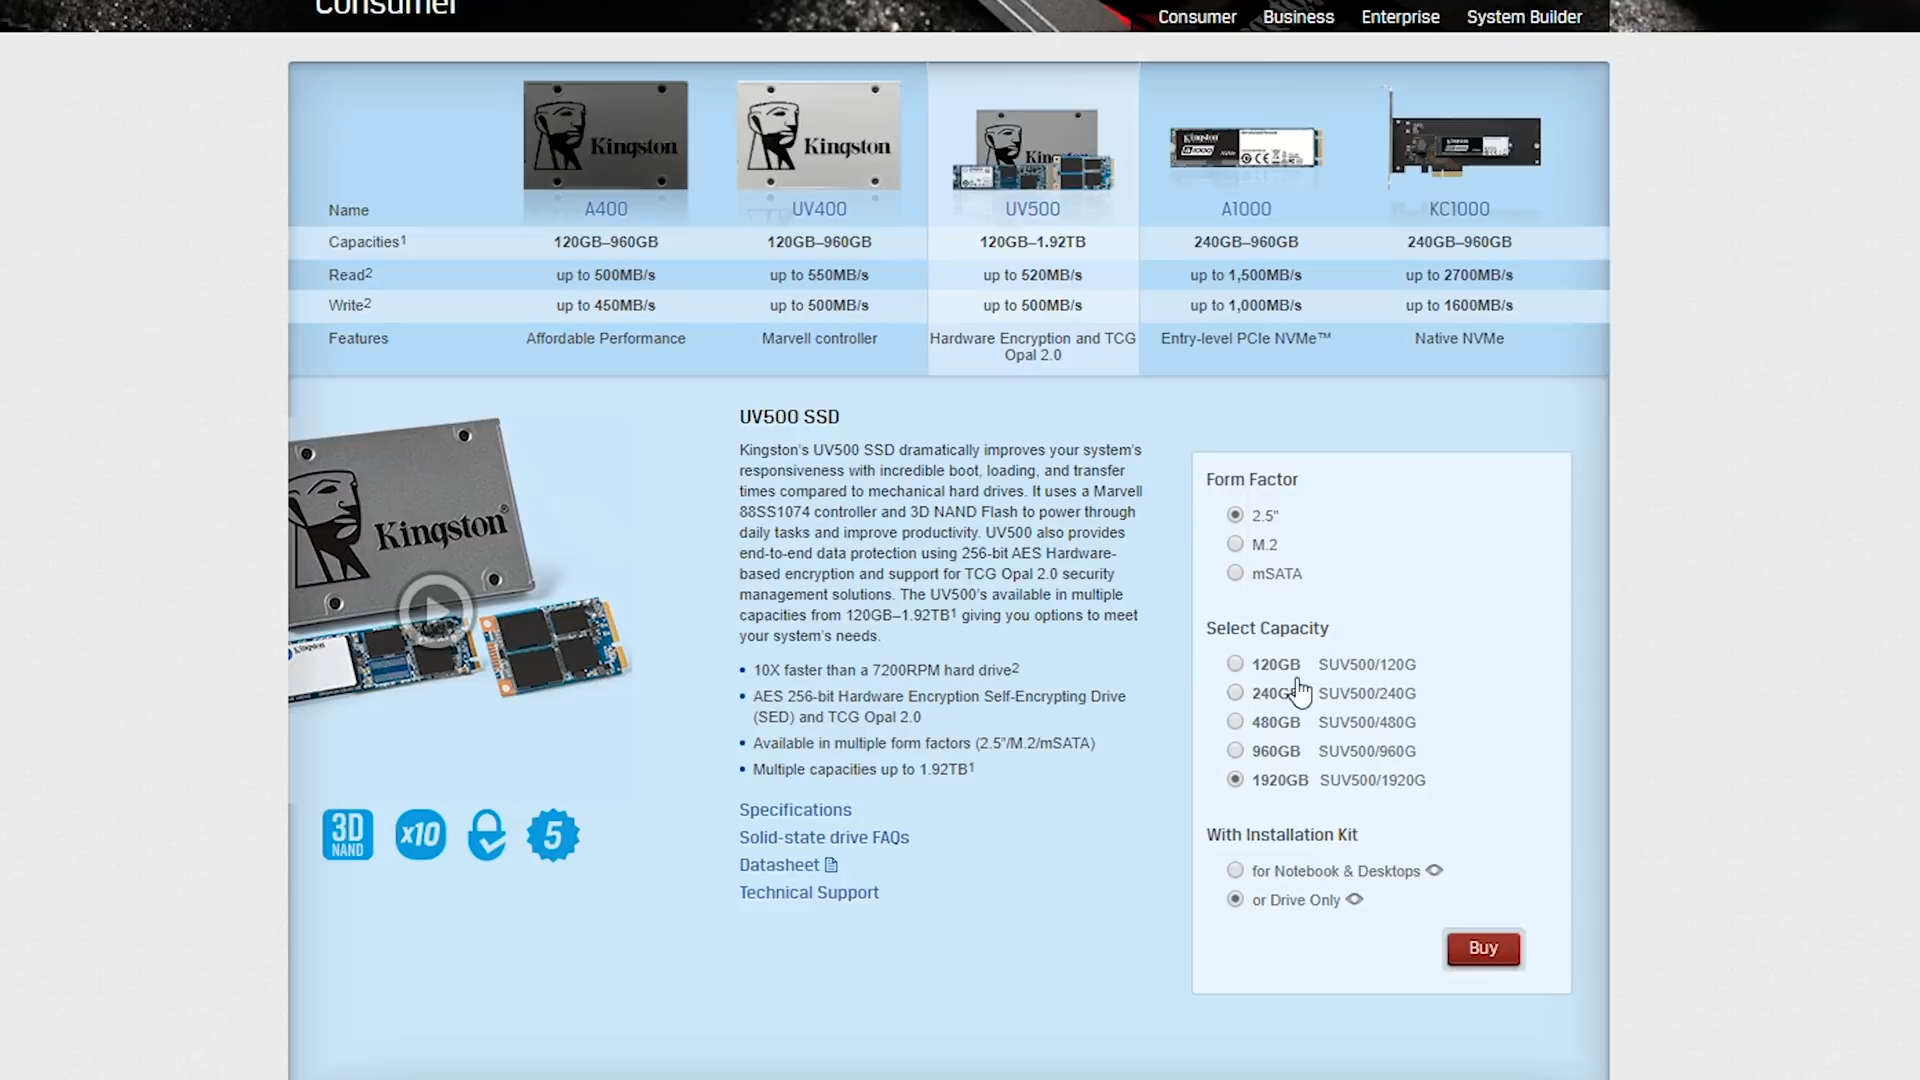 Consumer
Consumer Business Enterprise System Builder
Kingston
Kingston
Kingston
Name A400 UV400 UV500 A1000 KC1000
Capacities1 120GB–960GB 120GB–960GB 120GB–1.92TB 240GB–960GB 240GB–960GB
Read2 up to 500MB/s up to 550MB/s up to 520MB/s up to 1,500MB/s up to 2700MB/s
Write2 up to 450MB/s up to 500MB/s up to 500MB/s up to 1,000MB/s up to 1600MB/s
Features Affordable Performance Marvell controller Hardware Encryption and TCG Entry-level PCIe NVMe™ Native NVMe
Opal 2.0
UV500 SSD
Kingston's UV500 SSD dramatically improves your system's
responsiveness with incredible boot, loading, and transfer
times compared to mechanical hard drives. It uses a Marvell
88SS1074 controller and 3D NAND Flash to power through
daily tasks and improve productivity. UV500 also provides
end-to-end data protection using 256-bit AES Hardware-
based encryption and support for TCG Opal 2.0 security
management solutions. The UV500's available in multiple
capacities from 120GB–1.92TB1 giving you options to meet
your system's needs.
• 10X faster than a 7200RPM hard drive2
• AES 256-bit Hardware Encryption Self-Encrypting Drive
(SED) and TCG Opal 2.0
• Available in multiple form factors (2.5"/M.2/mSATA)
• Multiple capacities up to 1.92TB1
Specifications
Solid-state drive FAQs
Datasheet
Technical Support
Kingston®
Kingston
3D
NAND
x10
5
Form Factor
2.5"
M.2
mSATA
Select Capacity
120GB SUV500/120G
240GB SUV500/240G
480GB SUV500/480G
960GB SUV500/960G
1920GB SUV500/1920G
With Installation Kit
for Notebook & Desktops
or Drive Only
Buy